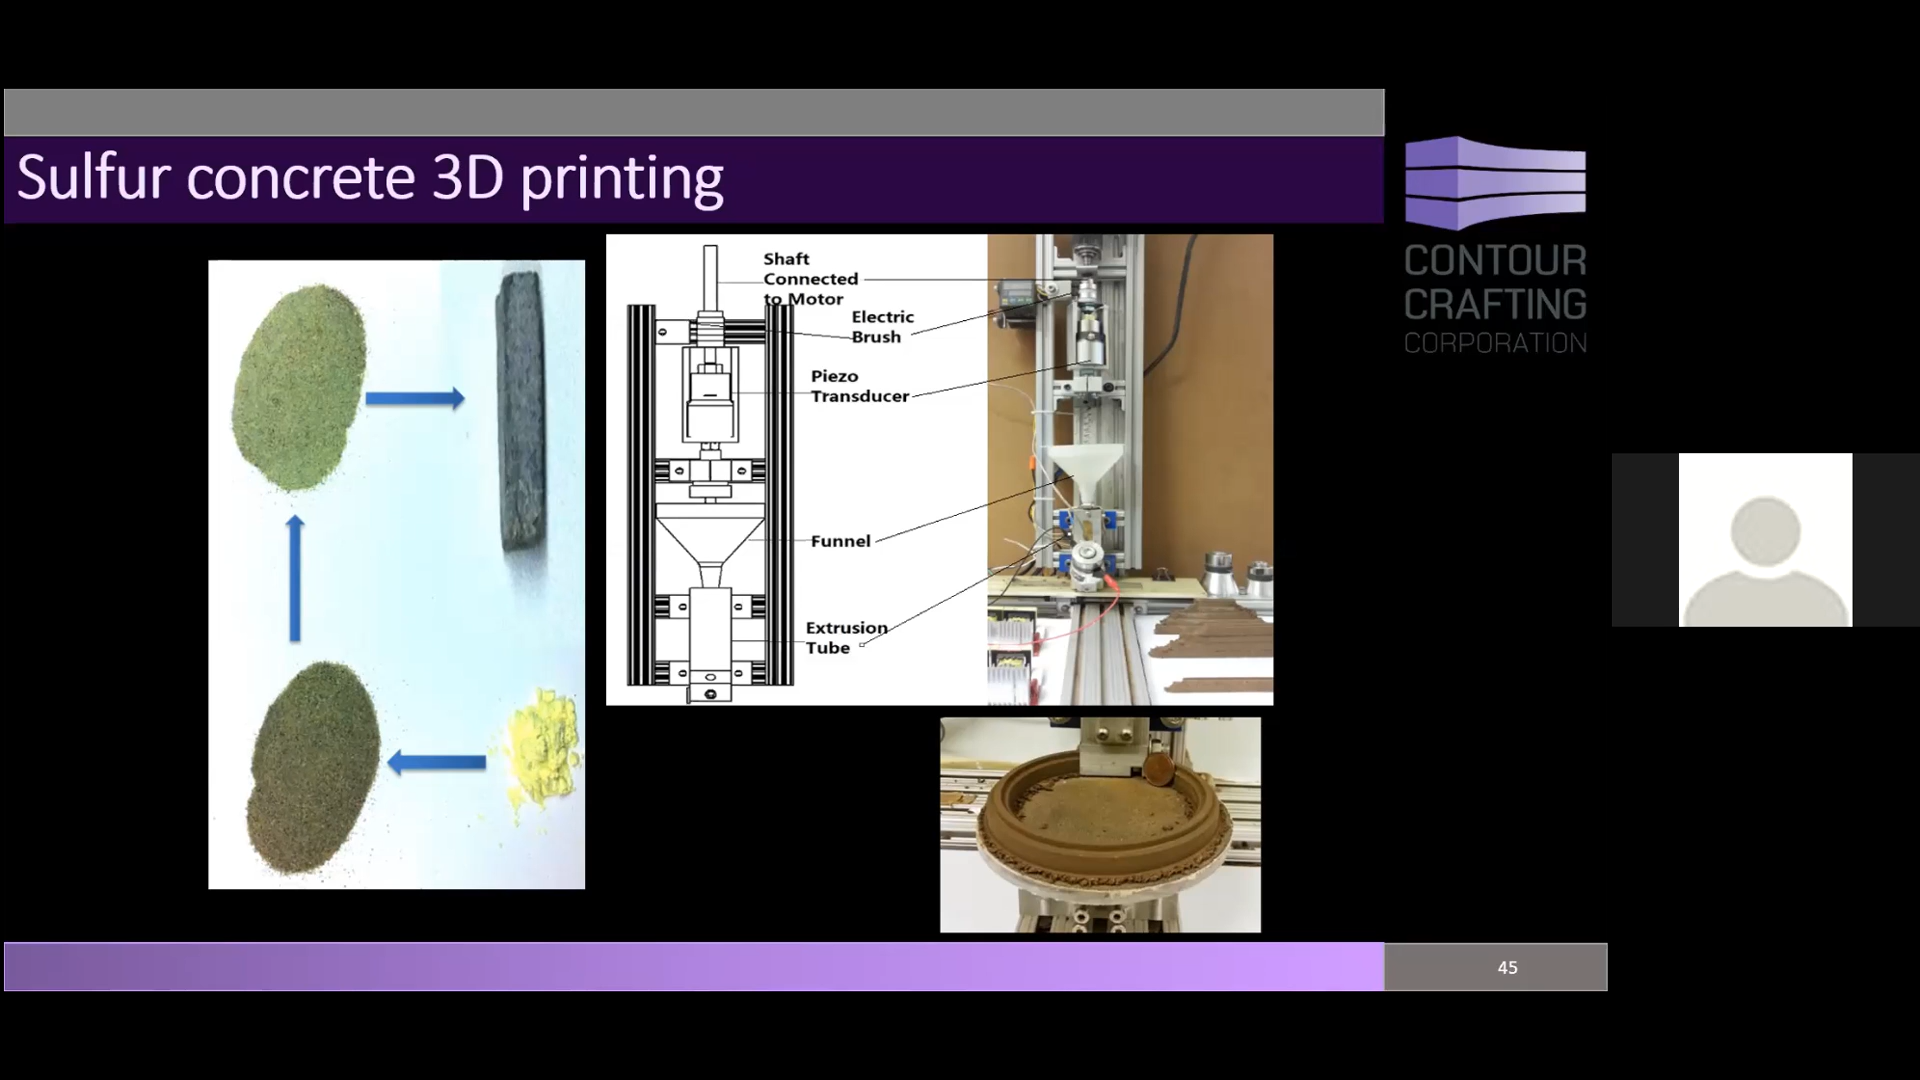 Sulfur concrete 3D printing
CONTOUR
CRAFTING
CORPORATION
Shaft
Connected
to Motor
Electric
Brush
Piezo
Transducer
Funnel
Extrusion
Tube
45